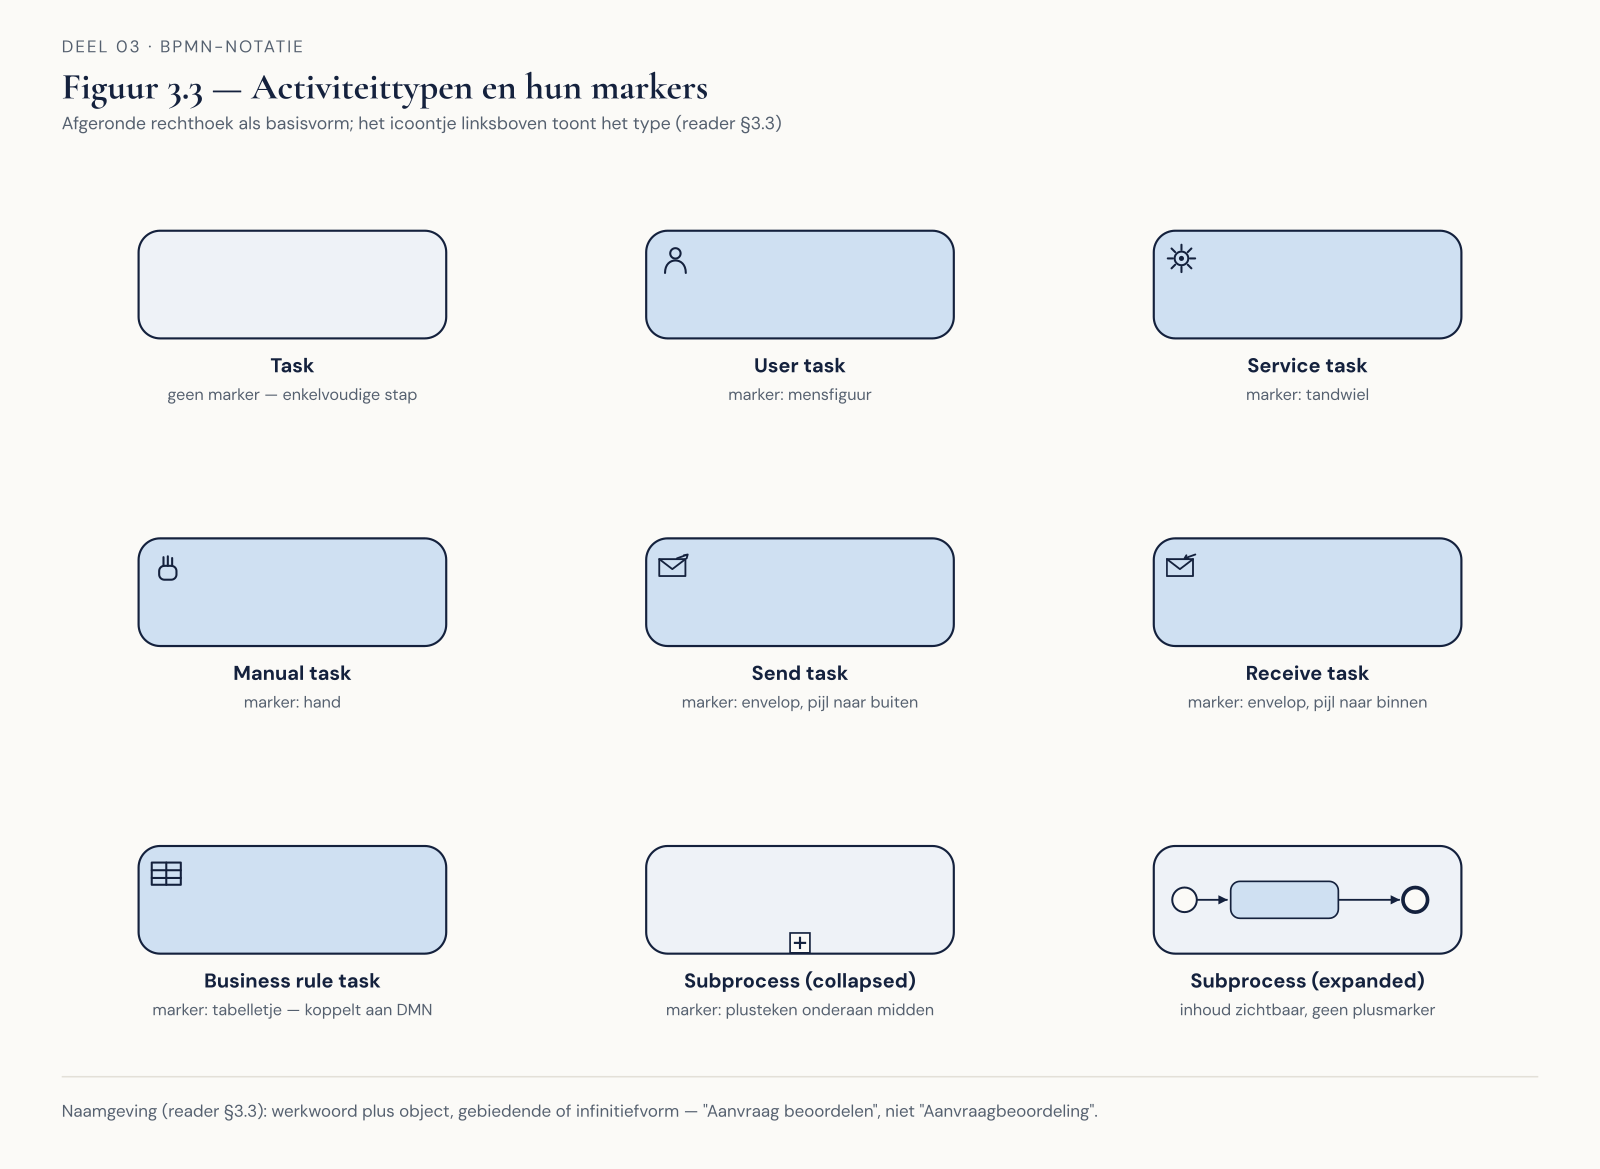 DEEL 03 · BPMN-NOTATIE
Figuur 3.3 — Activiteittypen en hun markers
Afgeronde rechthoek als basisvorm; het icoontje linksboven toont het type (reader §3.3)
Task
geen marker — enkelvoudige stap
User task
marker: mensfiguur
Service task
marker: tandwiel
Manual task
marker: hand
Send task
marker: envelop, pijl naar buiten
Receive task
marker: envelop, pijl naar binnen
Business rule task
marker: tabelletje — koppelt aan DMN
Subprocess (collapsed)
marker: plusteken onderaan midden
Subprocess (expanded)
inhoud zichtbaar, geen plusmarker
Naamgeving (reader §3.3): werkwoord plus object, gebiedende of infinitiefvorm — "Aanvraag beoordelen", niet "Aanvraagbeoordeling".